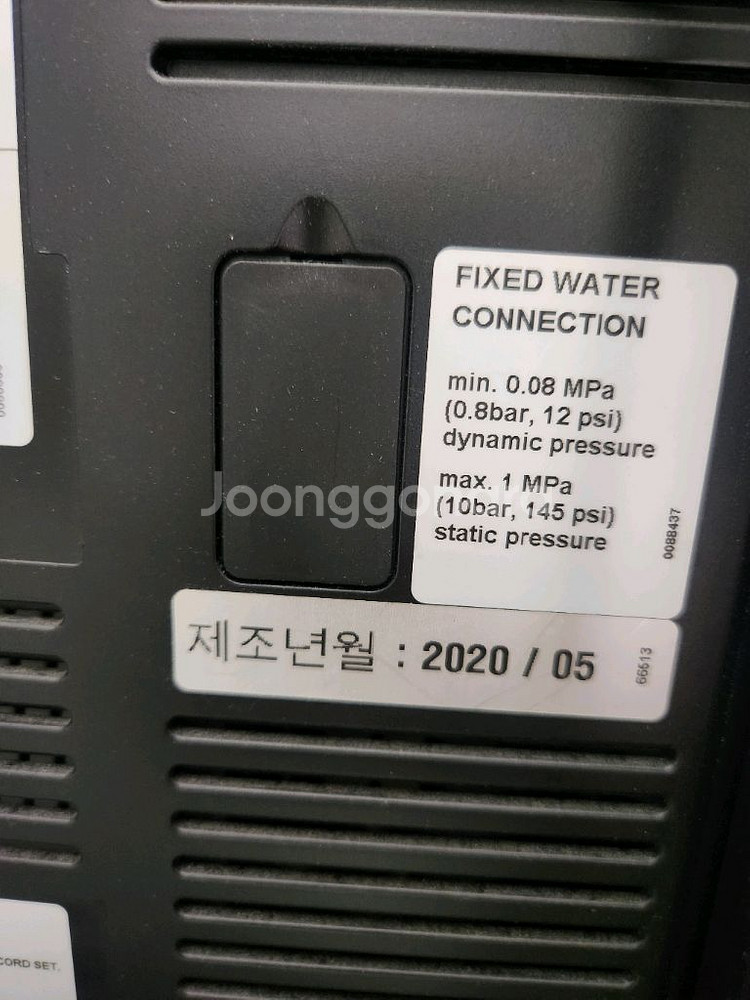 FIXED WATER
CONNECTION
min. 0.08 MPa
(0.8bar, 12 psi)
dynamic pressure
max. 1 MPa
(10bar, 145 psi)
static pressure
0088437
제조년월 : 2020 / 05
66613
CORD SET.